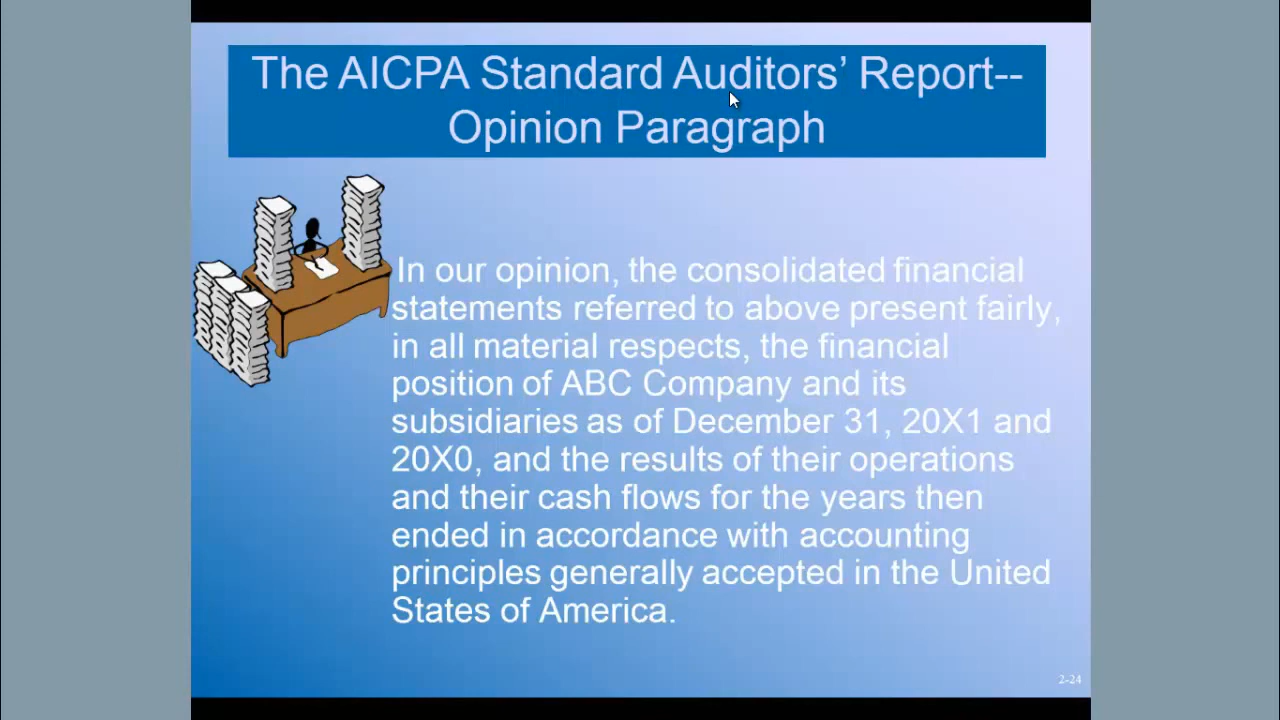 The AICPA Standard Auditors’ Report--
Opinion Paragraph
In our opinion, the consolidated financial
statements referred to above present fairly,
in all material respects, the financial
position of ABC Company and its
subsidiaries as of December 31, 20X1 and
20X0, and the results of their operations
and their cash flows for the years then
ended in accordance with accounting
principles generally accepted in the United
States of America.
2-24